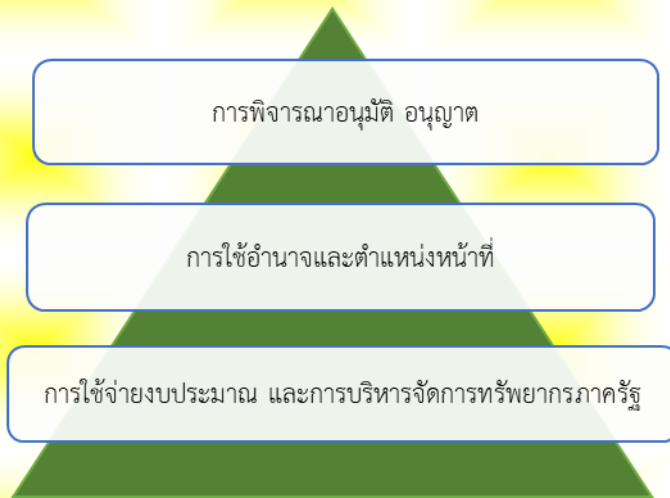 การพิจารณาอนุมัติ อนุญาต
การใช้อำนาจและตำแหน่งหน้าที่
การใช้จ่ายงบประมาณ และการบริหารจัดการทรัพยากรภาครัฐ